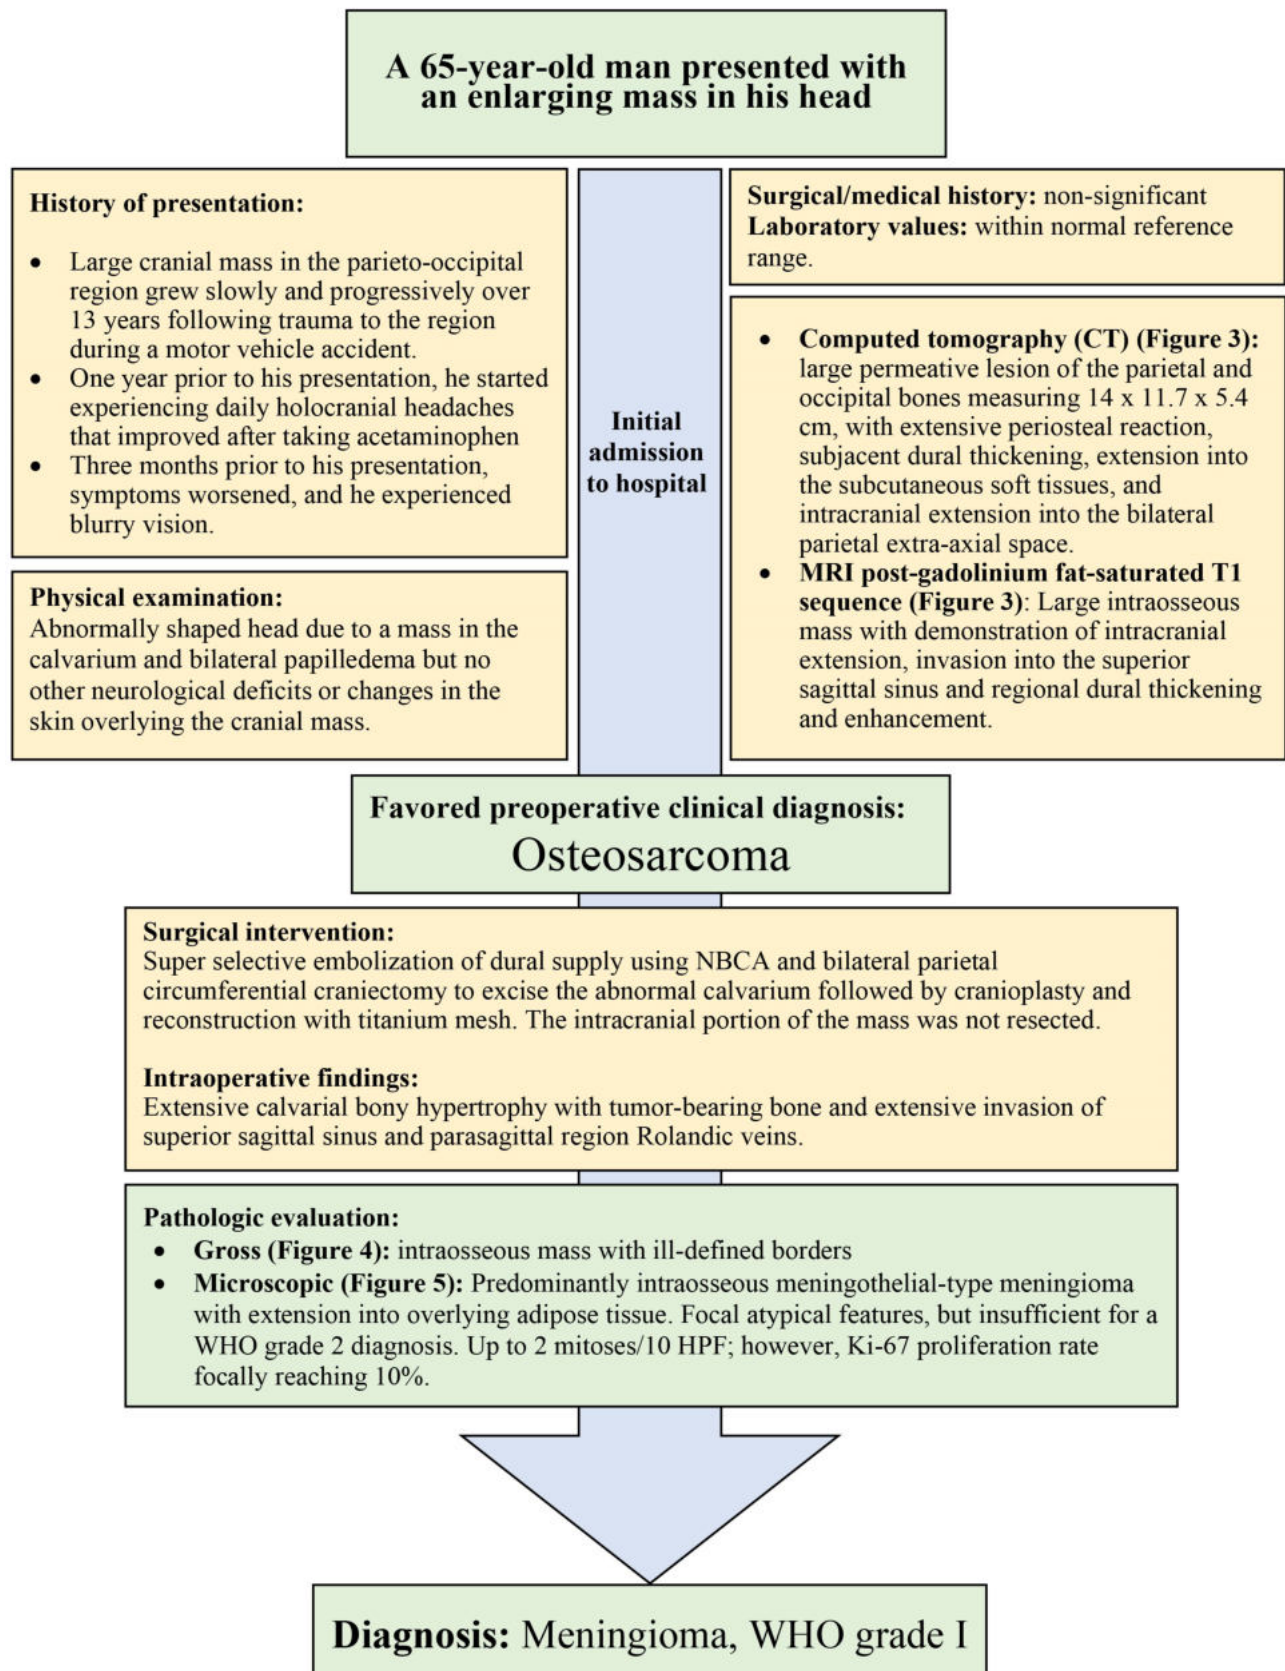 A 65-year-old man presented with
an enlarging mass in his head
History of presentation:
• Large cranial mass in the parieto-occipital
region grew slowly and progressively over
13 years following trauma to the region
during a motor vehicle accident.
• One year prior to his presentation, he started
experiencing daily holocranial headaches
that improved after taking acetaminophen
• Three months prior to his presentation,
symptoms worsened, and he experienced
blurry vision.
Physical examination:
Abnormally shaped head due to a mass in the
calvarium and bilateral papilledema but no
other neurological deficits or changes in the
skin overlying the cranial mass.
Initial
admission
to hospital
Surgical/medical history: non-significant
Laboratory values: within normal reference
range.
• Computed tomography (CT) (Figure 3):
large permeative lesion of the parietal and
occipital bones measuring 14 x 11.7 x 5.4
cm, with extensive periosteal reaction,
subjacent dural thickening, extension into
the subcutaneous soft tissues, and
intracranial extension into the bilateral
parietal extra-axial space.
• MRI post-gadolinium fat-saturated T1
sequence (Figure 3): Large intraosseous
mass with demonstration of intracranial
extension, invasion into the superior
sagittal sinus and regional dural thickening
and enhancement.
Favored preoperative clinical diagnosis:
Osteosarcoma
Surgical intervention:
Super selective embolization of dural supply using NBCA and bilateral parietal
circumferential craniectomy to excise the abnormal calvarium followed by cranioplasty and
reconstruction with titanium mesh. The intracranial portion of the mass was not resected.
Intraoperative findings:
Extensive calvarial bony hypertrophy with tumor-bearing bone and extensive invasion of
superior sagittal sinus and parasagittal region Rolandic veins.
Pathologic evaluation:
• Gross (Figure 4): intraosseous mass with ill-defined borders
• Microscopic (Figure 5): Predominantly intraosseous meningothelial-type meningioma
with extension into overlying adipose tissue. Focal atypical features, but insufficient for a
WHO grade 2 diagnosis. Up to 2 mitoses/10 HPF; however, Ki-67 proliferation rate
focally reaching 10%.
Diagnosis: Meningioma, WHO grade I